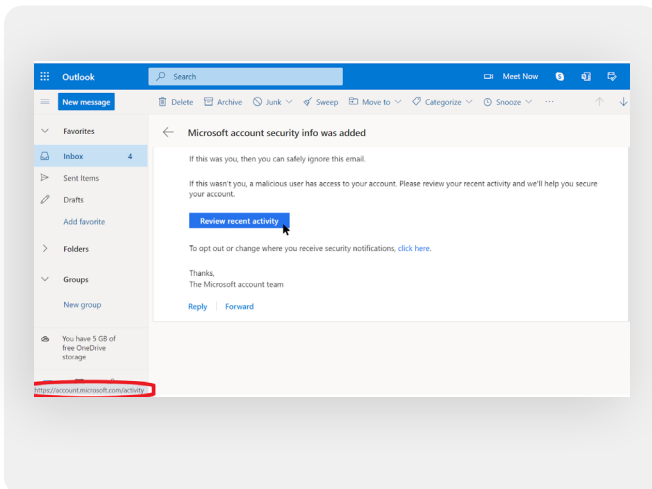 Outlook
Search
Meet Now
New message
Delete
Archive
Junk
Sweep
Move to
Categorize
Snooze
Favorites
Microsoft account security info was added
Inbox 4
If this was you, then you can safely ignore this email.
Sent Items
If this wasn't you, a malicious user has access to your account. Please review your recent activity and we'll help you secure
your account.
Drafts
Add favorite
Review recent activity
Folders
To opt out or change where you receive security notifications, click here.
Groups
Thanks,
The Microsoft account team
New group
Reply
Forward
You have 5 GB of
free OneDrive
storage
https://account.microsoft.com/activity